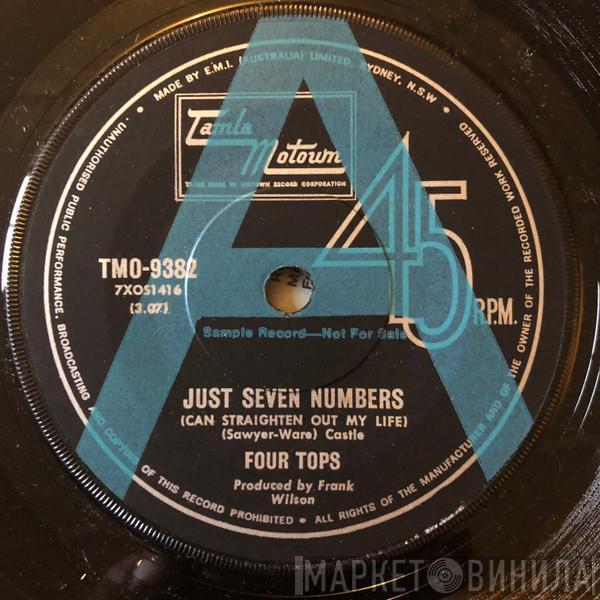 A
MADE BY E.M.I. (AUSTRALIA) LIMITED, SYDNEY, N.S.W.
Tamla Motown
TRADE MARK OF MOTOWN RECORD CORPORATION
45
RPM.
TMO-9382
7XOS1416
(3.07)
Sample Record—Not For Sale
JUST SEVEN NUMBERS
(CAN STRAIGHTEN OUT MY LIFE)
(Sawyer-Ware) Castle
FOUR TOPS
Produced by Frank
Wilson
UNAUTHORISED PUBLIC PERFORMANCE, BROADCASTING AND COPYING OF THIS RECORD PROHIBITED • ALL RIGHTS OF THE MANUFACTURER AND OF THE OWNER OF THE RECORDED WORK RESERVED
МАРКЕТ ВИНИЛА